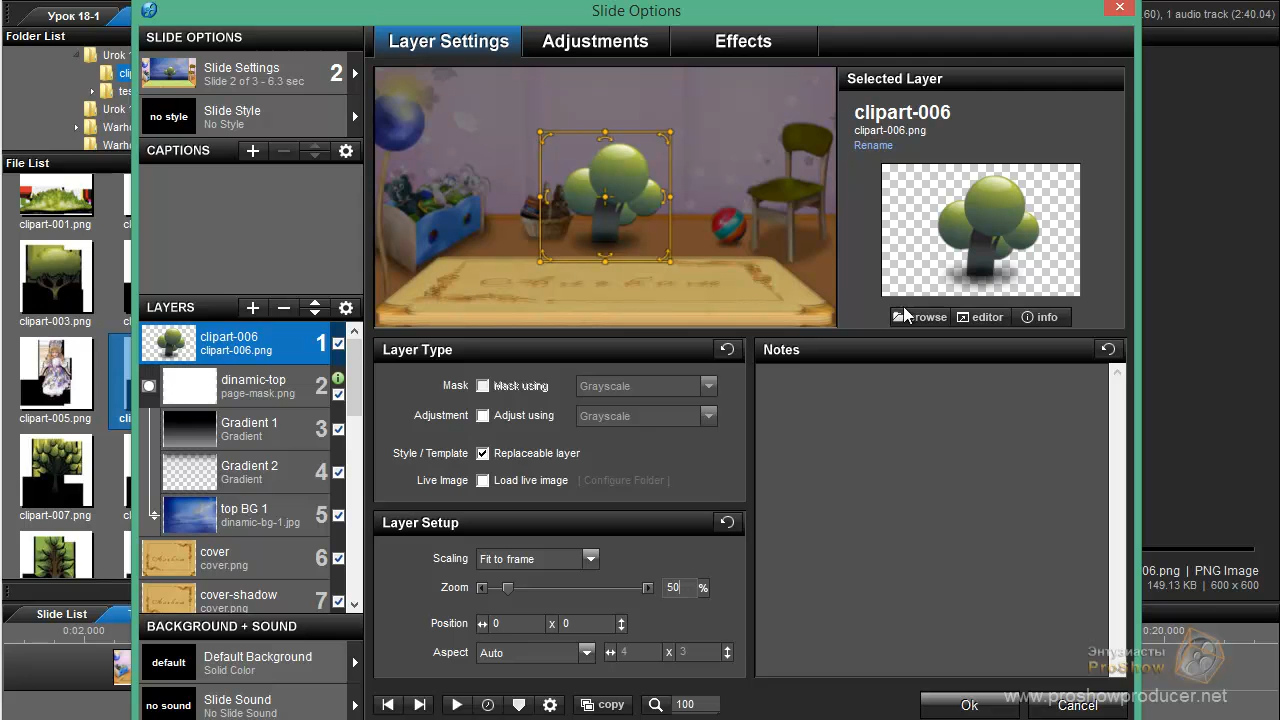 Slide Options
Урок 18-1
60), 1 audio track (2:40.04)
Folder List
Urok
cli
te
Urok
Warh
Warh
File List
clipart-001.png
clipart-003.png
clipart-005.png
cli
clipart-007.png
Slide List
0:02.000
SLIDE OPTIONS
Slide Settings
Slide 2 of 3 - 6.3 sec
2
no style
Slide Style
No Style
CAPTIONS
LAYERS
clipart-006
clipart-006.png
1
dinamic-top
page-mask.png
2
Gradient 1
Gradient
3
Gradient 2
Gradient
4
top BG 1
dinamic-bg-1.jpg
5
cover
cover.png
6
cover-shadow
cover.png
7
BACKGROUND + SOUND
default
Default Background
Solid Color
no sound
Slide Sound
No Slide Sound
Layer Settings
Adjustments
Effects
Selected Layer
clipart-006
clipart-006.png
Rename
rowse
editor
info
Layer Type
Mask
Mask using
Grayscale
Adjustment
Adjust using
Grayscale
Style / Template
Replaceable layer
Live Image
Load live image
[ Configure Folder ]
Layer Setup
Scaling
Fit to frame
Zoom
50
%
Position
0
x
0
Aspect
Auto
4
x
3
Notes
copy
100
Ok
Cancel
06.png | PNG Image
149.13 KB | 600 x 600
0:20.000
Энтузиасты
ProShow
www.proshowproducer.net